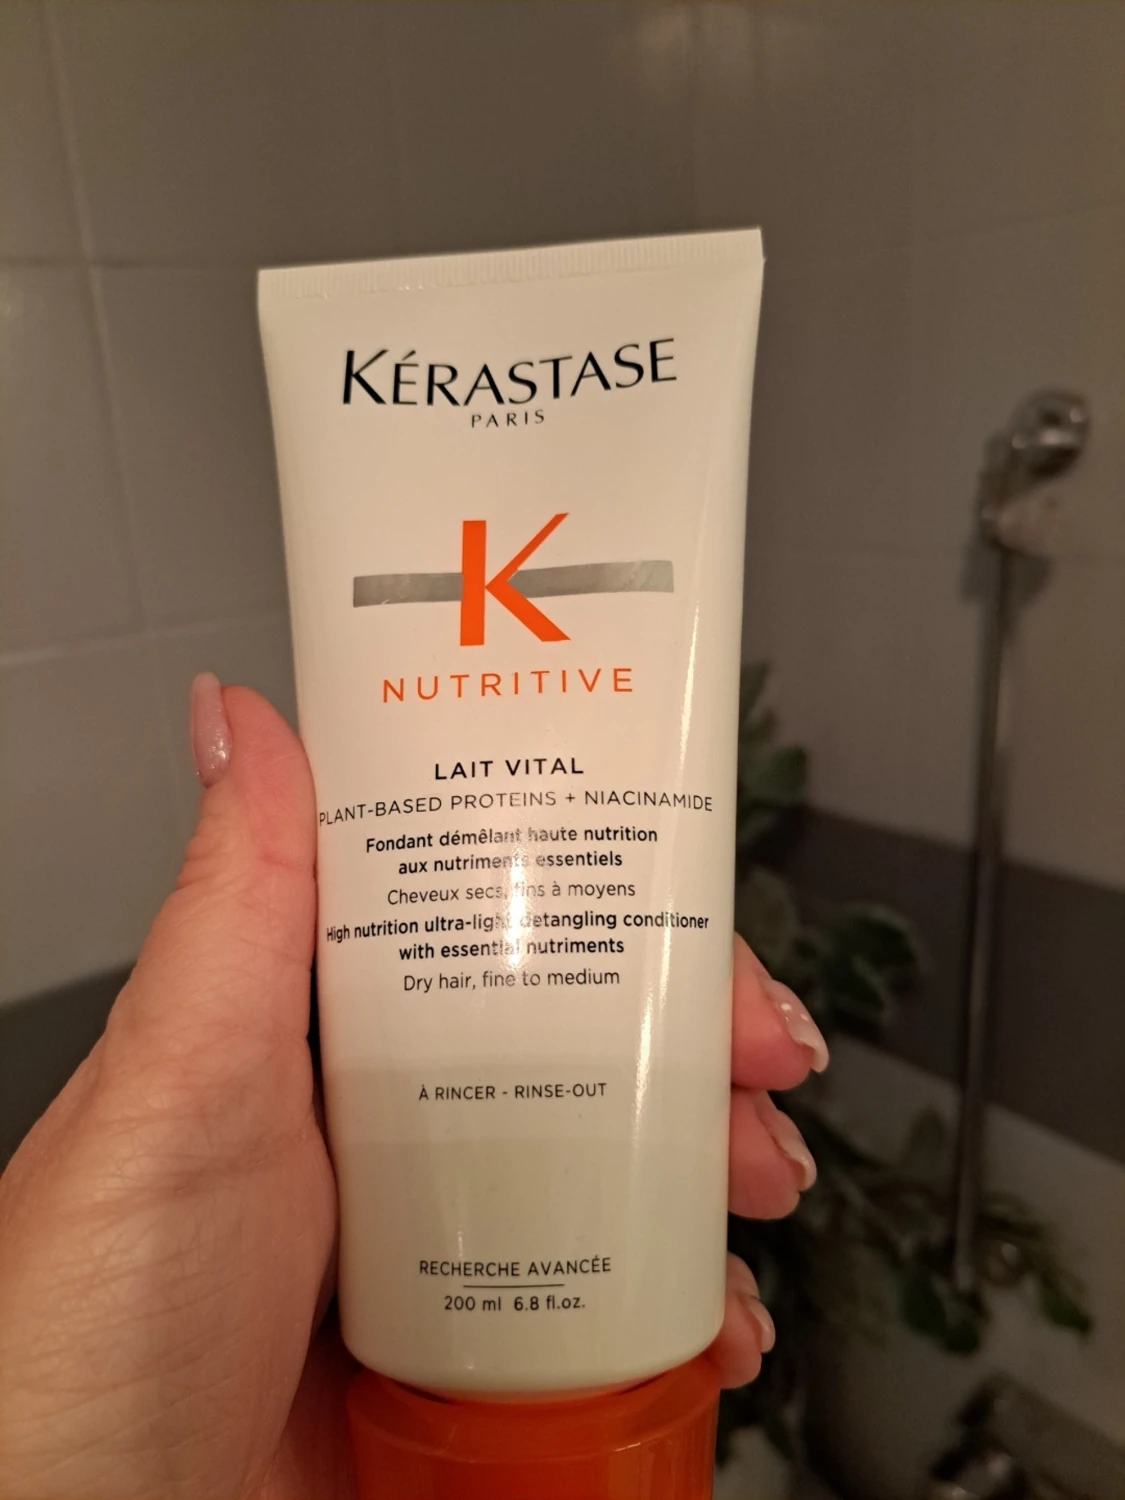 KÉRASTASE
PARIS
K
NUTRITIVE
LAIT VITAL
PLANT-BASED PROTEINS + NIACINAMIDE
Fondant démêlant haute nutrition
aux nutriments essentiels
Cheveux secs, fins à moyens
High nutrition ultra-light detangling conditioner
with essential nutriments
Dry hair, fine to medium
À RINCER - RINSE-OUT
RECHERCHE AVANCÉE
200 ml 6.8 fl.oz.